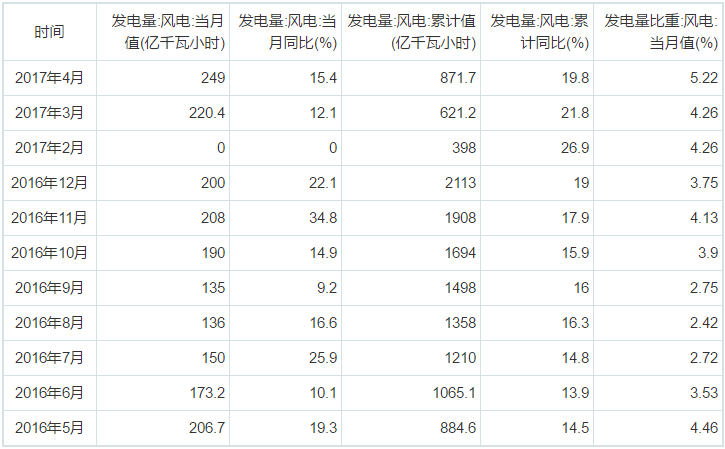 时间 发电量:风电:当月值(亿千瓦小时) 发电量:风电:当月同比(%) 发电量:风电:累计值(亿千瓦小时) 发电量:风电:累计同比(%) 发电量比重:风电:当月值(%)
2017年4月 249 15.4 871.7 19.8 5.22
2017年3月 220.4 12.1 621.2 21.8 4.26
2017年2月 0 0 398 26.9 4.26
2016年12月 200 22.1 2113 19 3.75
2016年11月 208 34.8 1908 17.9 4.13
2016年10月 190 14.9 1694 15.9 3.9
2016年9月 135 9.2 1498 16 2.75
2016年8月 136 16.6 1358 16.3 2.42
2016年7月 150 25.9 1210 14.8 2.72
2016年6月 173.2 10.1 1065.1 13.9 3.53
2016年5月 206.7 19.3 884.6 14.5 4.46